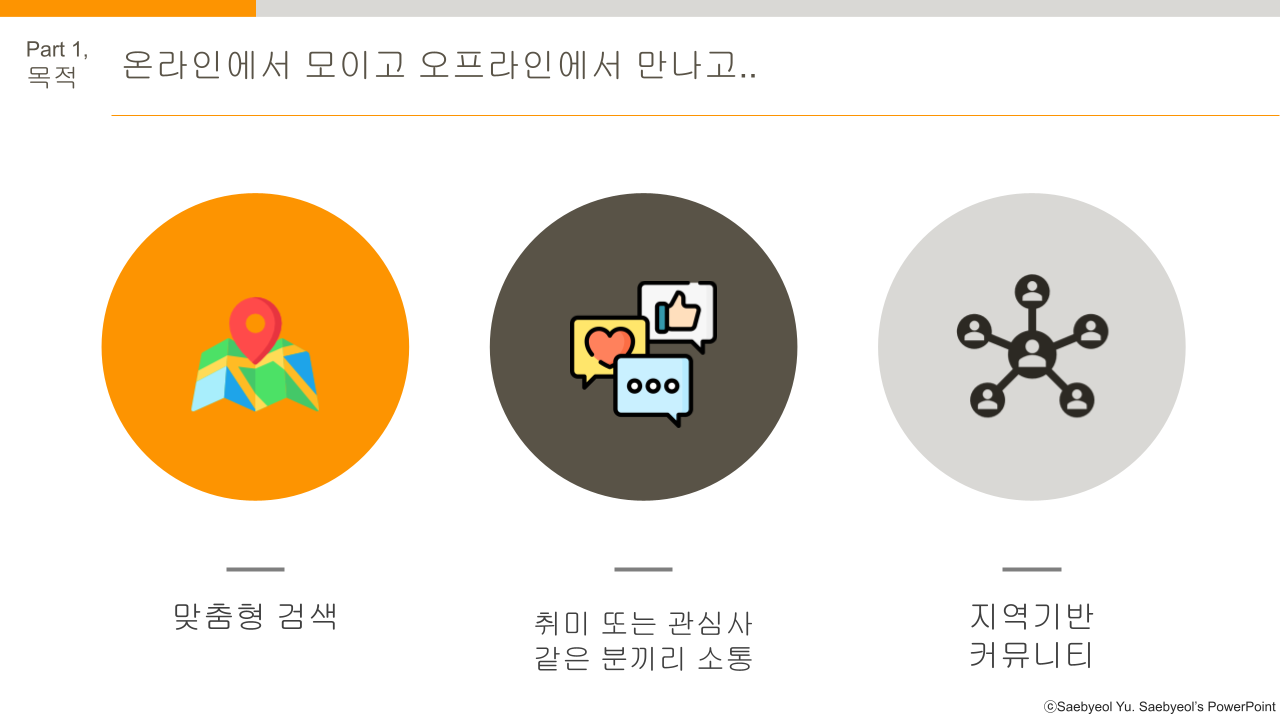 Part 1,
목적
온라인에서 모이고 오프라인에서 만나고..
맞춤형 검색
취미 또는 관심사
같은 분끼리 소통
지역기반
커뮤니티
ⓒSaebyeol Yu. Saebyeol’s PowerPoint